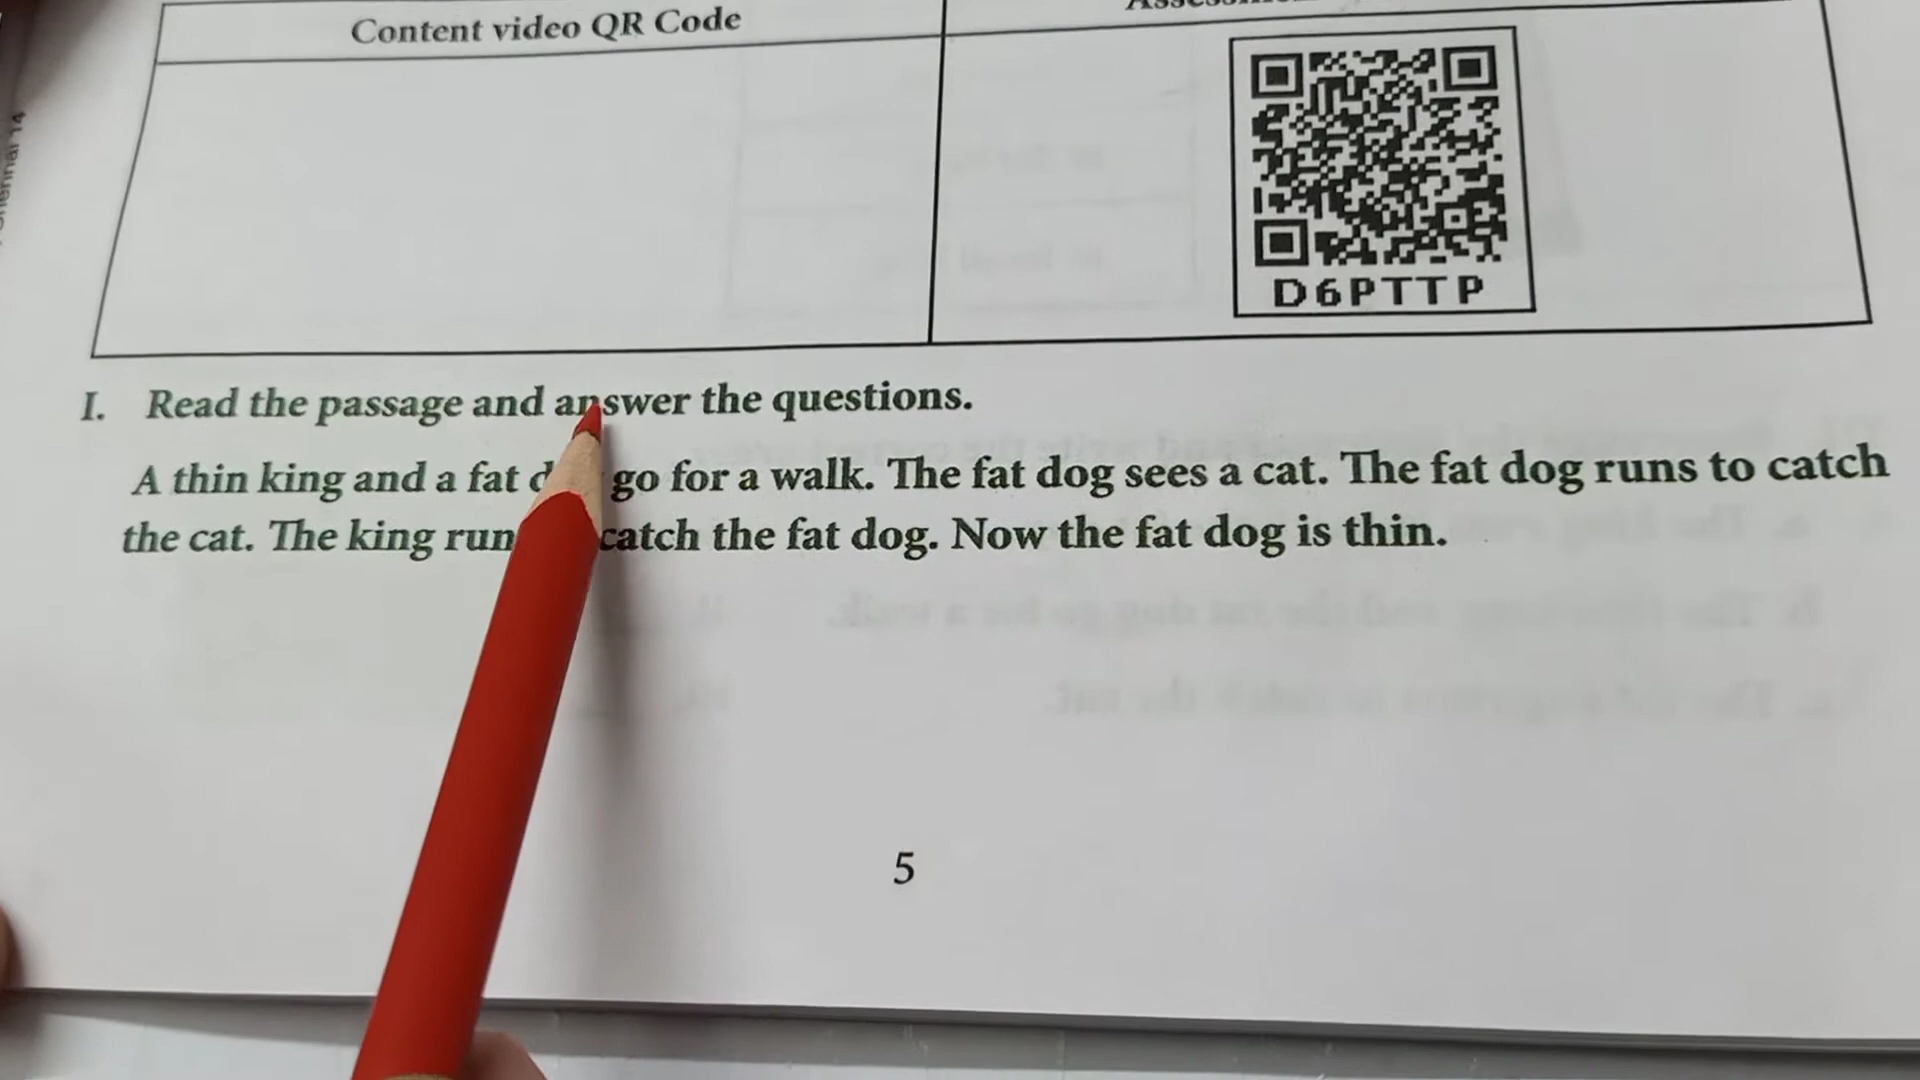 Content video QR Code
D6PTTP
I. Read the passage and answer the questions.
A thin king and a fat go for a walk. The fat dog sees a cat. The fat dog runs to catch
the cat. The king run catch the fat dog. Now the fat dog is thin.
5